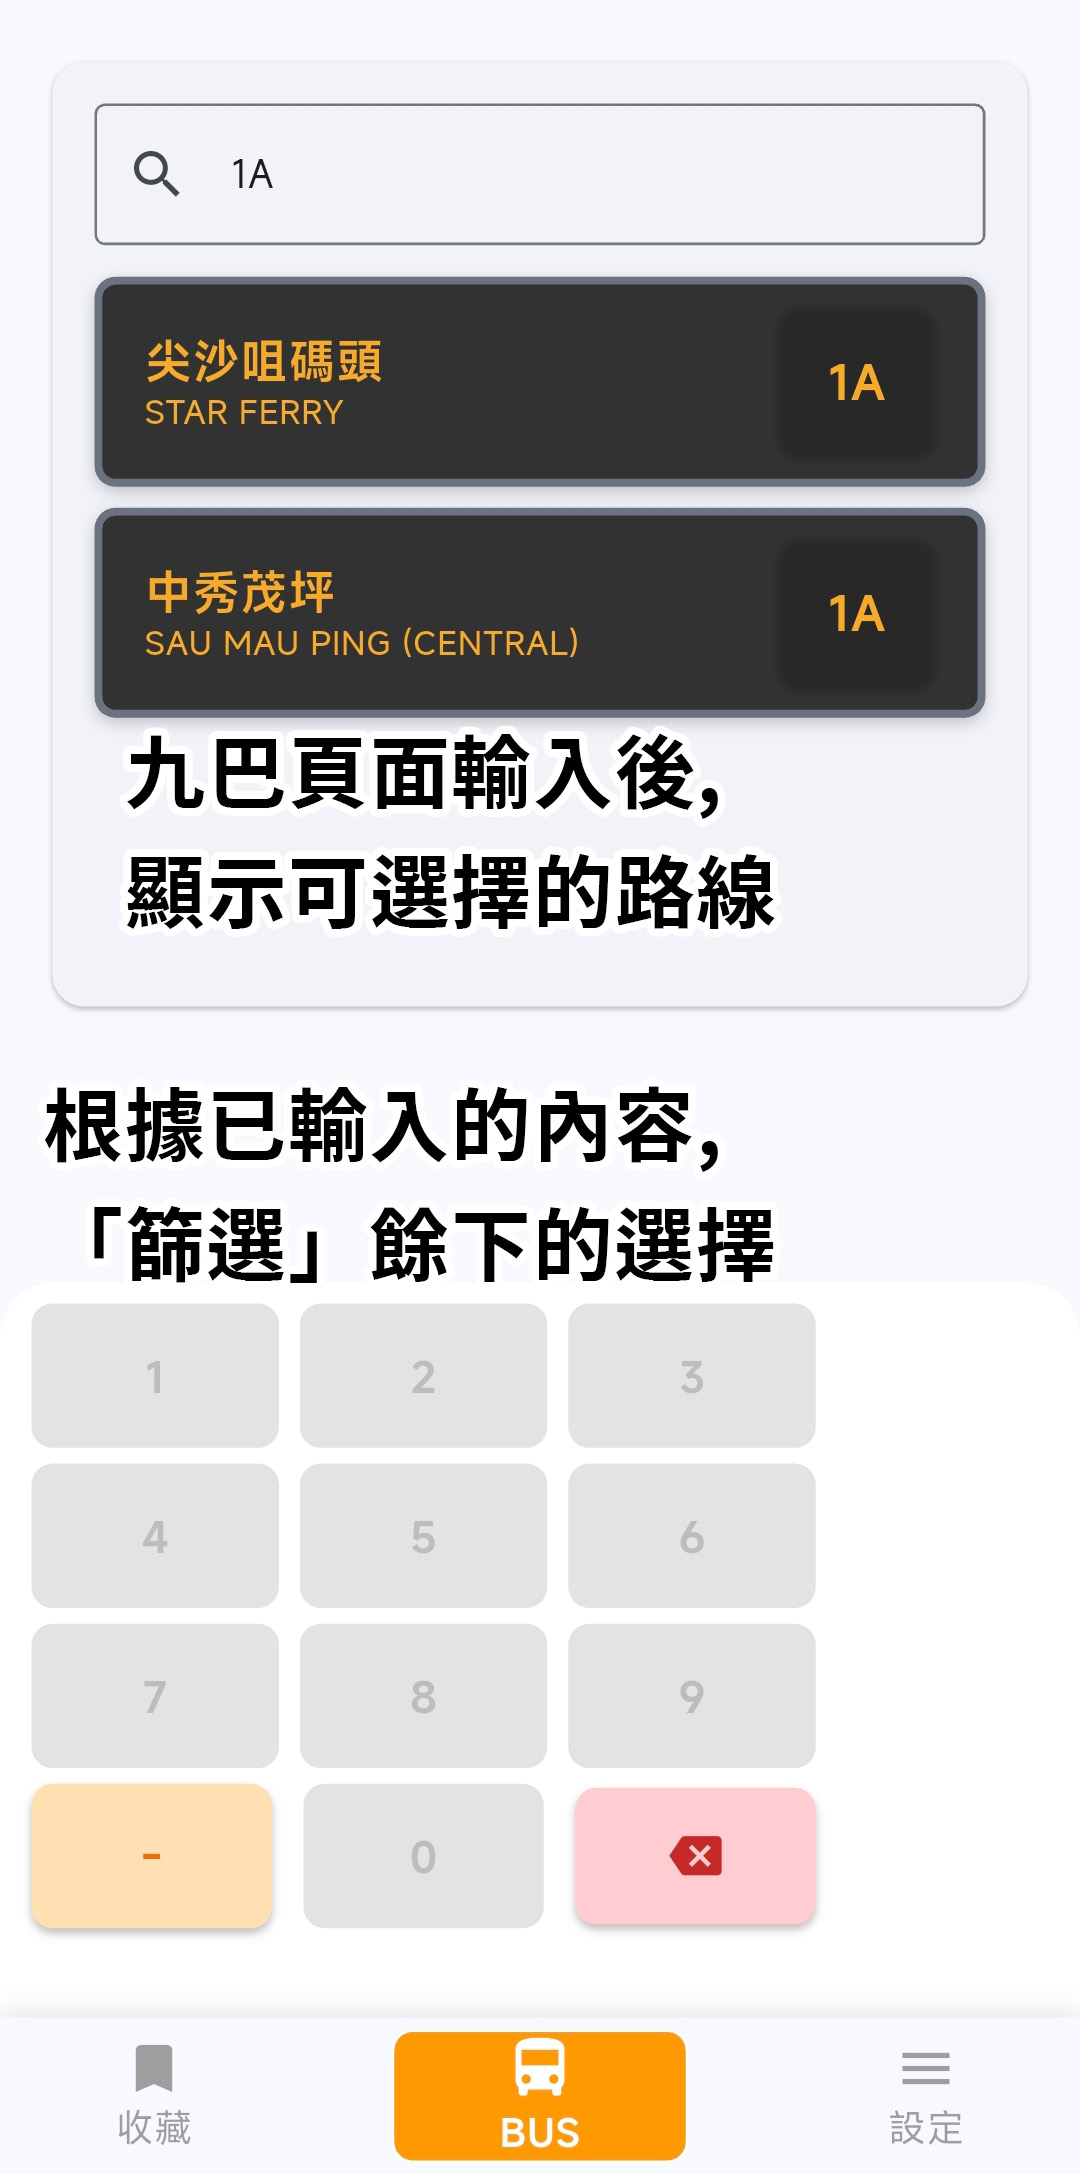 1A
尖沙咀碼頭
STAR FERRY
1A
中秀茂坪
SAU MAU PING (CENTRAL)
1A
九巴頁面輸入後,
顯示可選擇的路線
根據已輸入的內容,
「篩選」餘下的選擇
1 2 3
4 5 6
7 8 9
- 0
收藏 BUS 設定